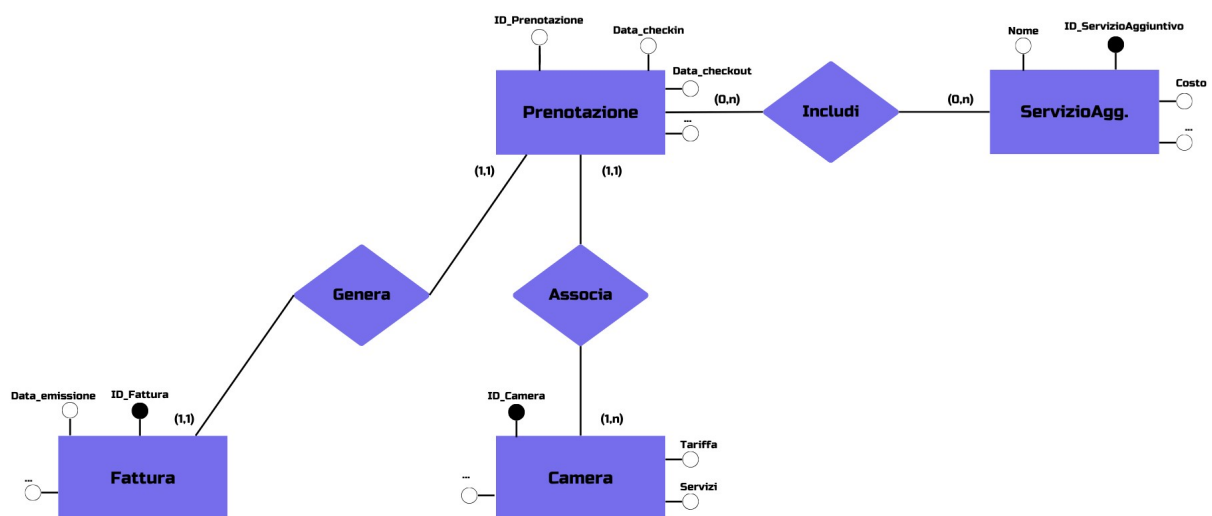 ID_Prenotazione
Data_checkin
Nome
ID_ServizioAggiuntivo
Data_checkout
Costo
Prenotazione
(0,n)
Includi
(0,n)
ServizioAgg.
...
...
(1,1)
(1,1)
Genera
Associa
Data_emissione
ID_Fattura
(1,1)
ID_Camera
(1,n)
Tariffa
Fattura
...
Camera
...
Servizi